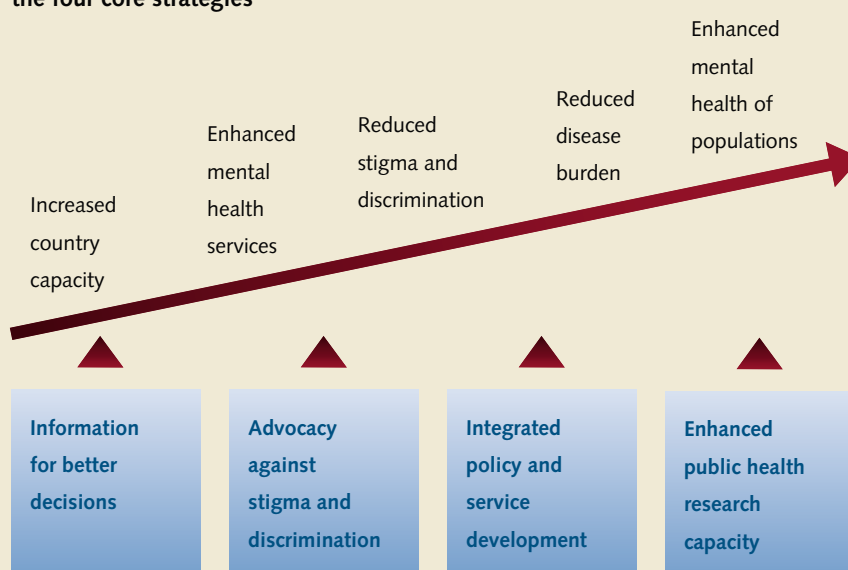 the four core strategies
Increased
country
capacity
Enhanced
mental
health
services
Reduced
stigma and
discrimination
Reduced
disease
burden
Enhanced
mental
health of
populations
Information
for better
decisions
Advocacy
against
stigma and
discrimination
Integrated
policy and
service
development
Enhanced
public health
research
capacity